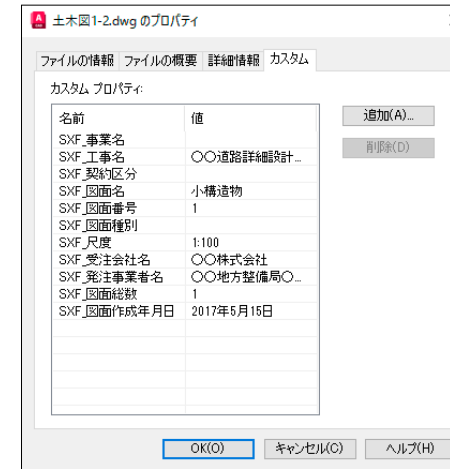 土木図1-2.dwg のプロパティ
ファイルの情報 ファイルの概要 詳細情報 カスタム
カスタム プロパティ:
名前 値
追加(A)...
SXF_事業名
SXF_工事名 〇〇道路詳細設計...
削除(D)
SXF_契約区分
SXF_図面名 小構造物
SXF_図面番号 1
SXF_図面種別
SXF_尺度 1:100
SXF_受注会社名 〇〇株式会社
SXF_発注事業者名 〇〇地方整備局〇...
SXF_図面総数 1
SXF_図面作成年月日 2017年5月15日
OK(O) キャンセル(C) ヘルプ(H)